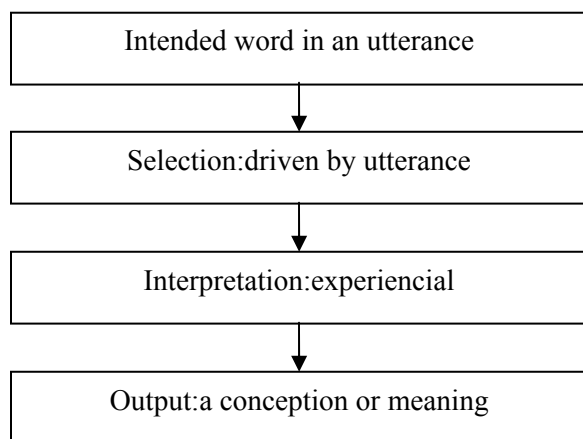 Intended word in an utterance
Selection:driven by utterance
Interpretation:experiencial
Output:a conception or meaning